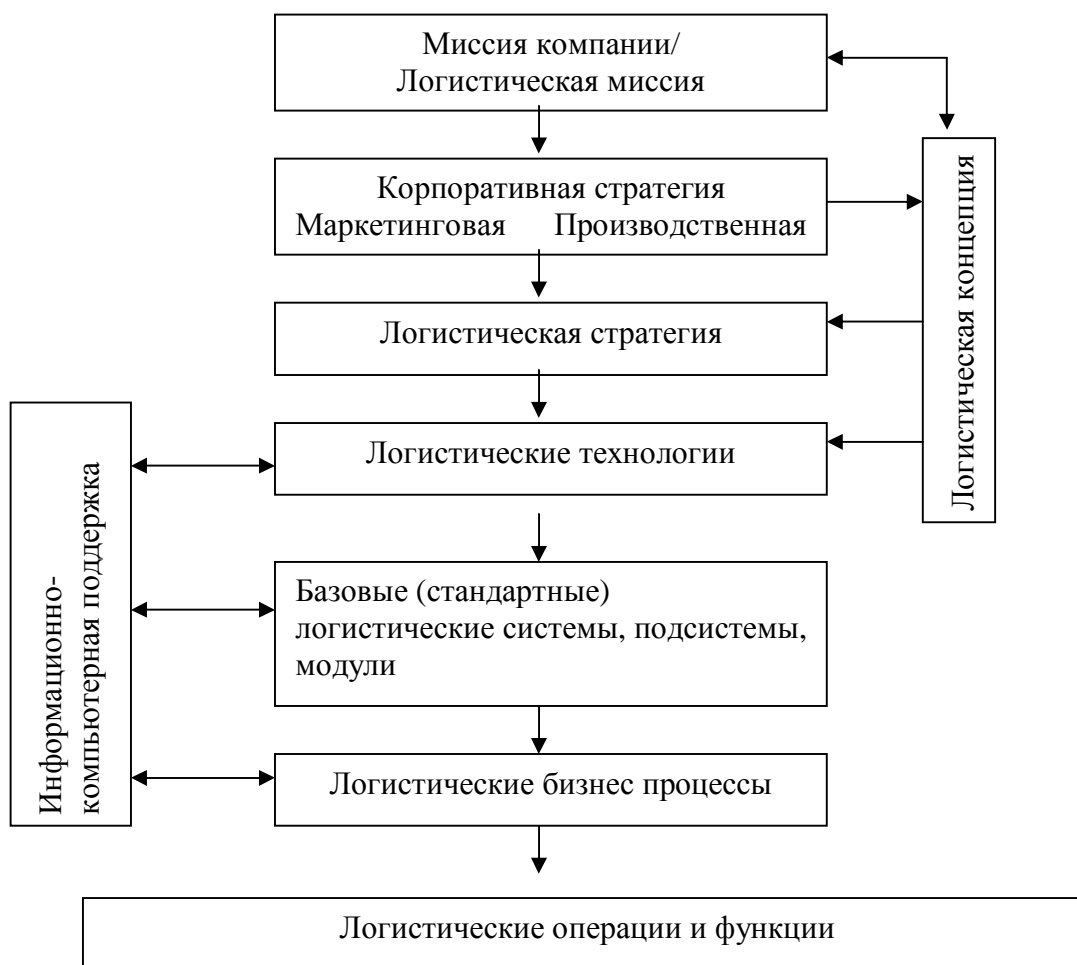 Миссия компании/
Логистическая миссия
Корпоративная стратегия
Маркетинговая Производственная
Логистическая концепция
Логистическая стратегия
Логистические технологии
Информационно-
компьютерная поддержка
Базовые (стандартные)
логистические системы, подсистемы,
модули
Логистические бизнес процессы
Логистические операции и функции